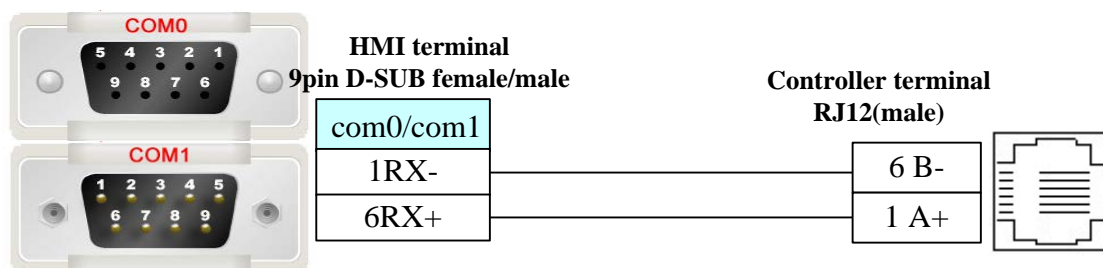 COM0
5 4 3 2 1
9 8 7 6
COM1
1 2 3 4 5
6 7 8 9
HMI terminal
9pin D-SUB female/male
com0/com1
1RX-
6RX+
Controller terminal
RJ12(male)
6 B-
1 A+